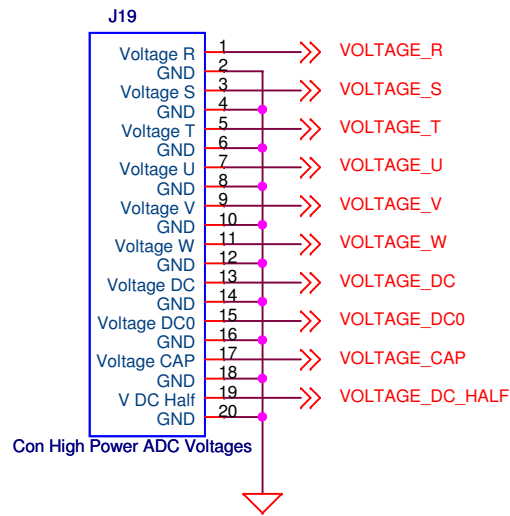 J19
Voltage R 1 VOLTAGE_R
GND 2
Voltage S 3 VOLTAGE_S
GND 4
Voltage T 5 VOLTAGE_T
GND 6
Voltage U 7 VOLTAGE_U
GND 8
Voltage V 9 VOLTAGE_V
GND 10
Voltage W 11 VOLTAGE_W
GND 12
Voltage DC 13 VOLTAGE_DC
GND 14
Voltage DC0 15 VOLTAGE_DC0
GND 16
Voltage CAP 17 VOLTAGE_CAP
GND 18
V DC Half 19 VOLTAGE_DC_HALF
GND 20
Con High Power ADC Voltages